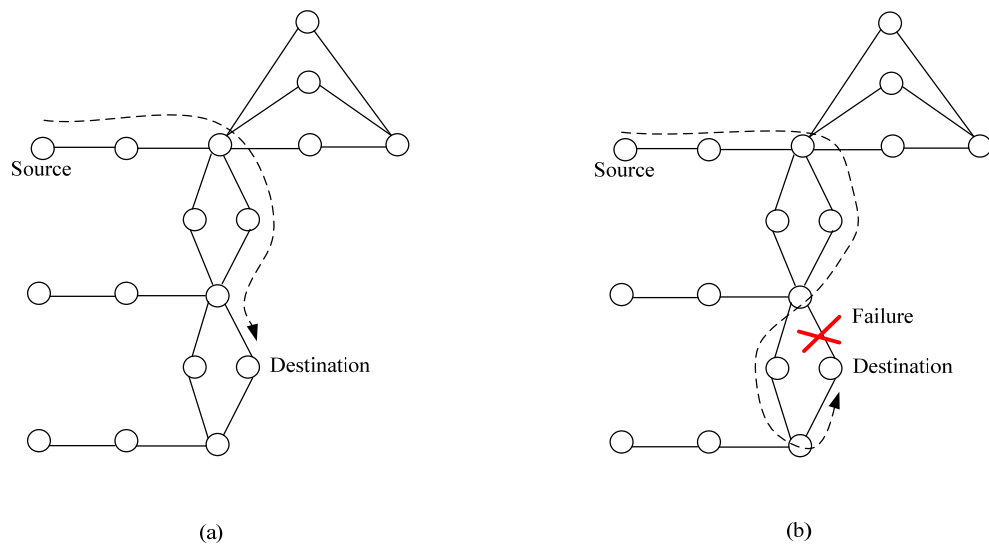 Source
Destination
(a)
Source
Failure
Destination
(b)